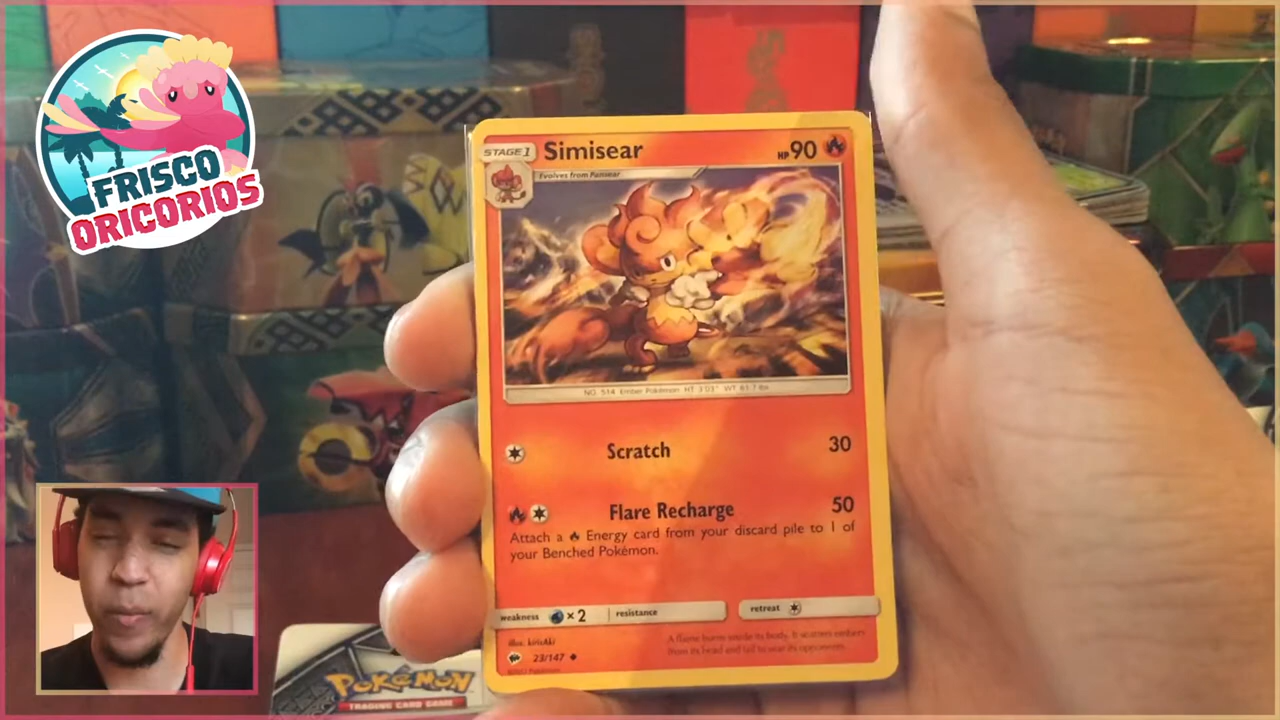 FRISCO
ORICORIOS
STAGE 1
Simisear
HP 90
Evolves from Pansear
NO. 514 Ember Pokémon HT 3'03" WT 61.7 lbs
Scratch 30
Flare Recharge 50
Attach a Energy card from your discard pile to 1 of
your Benched Pokémon.
weakness ×2 resistance retreat
illus. kirisAki
A flame burns inside its body. It scatters embers
from its head and tail to sear its opponents.
23/147
POKÉMON
TRADING CARD GAME